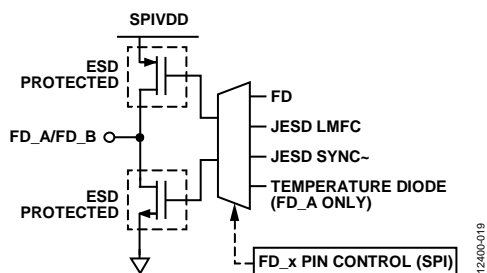 SPIVDD
ESD
PROTECTED
FD
JESD LMFC
FD_A/FD_B
JESD SYNC~
ESD
PROTECTED
TEMPERATURE DIODE
(FD_A ONLY)
FD_x PIN CONTROL (SPI)
12400-019